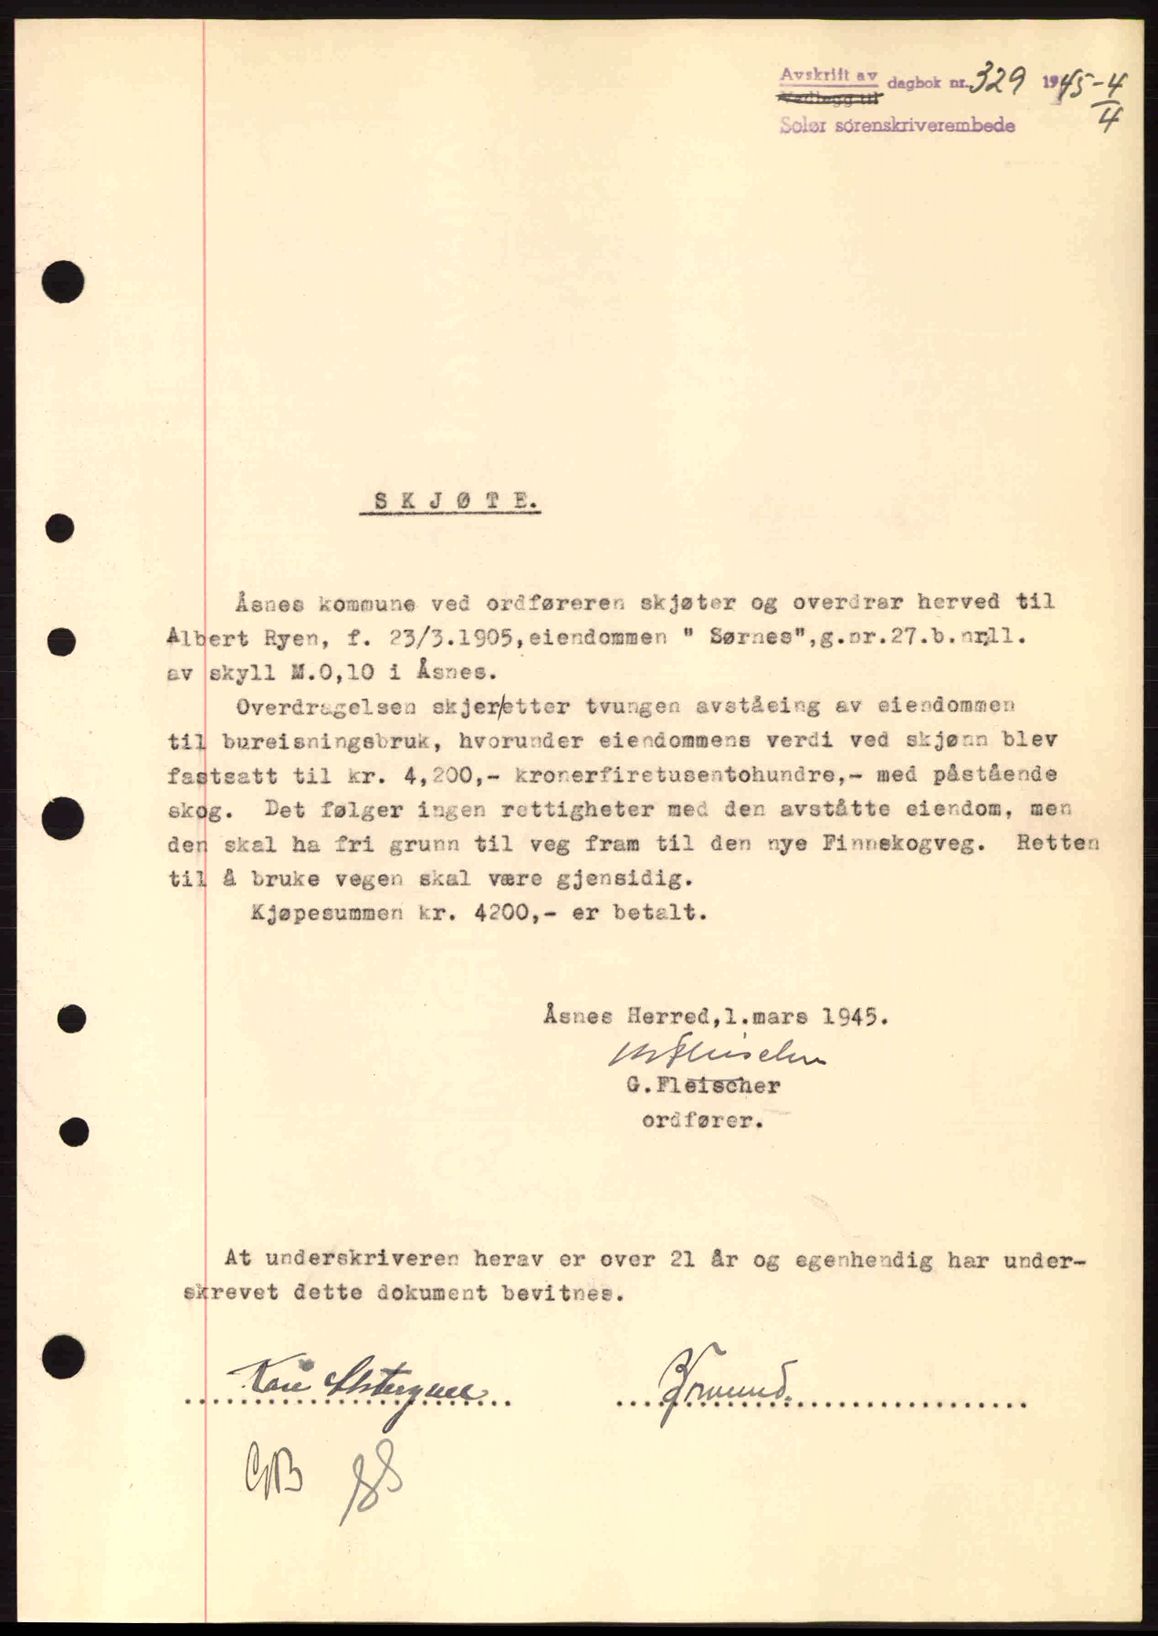 Avskrift av
Vedlegg til
dagbok nr. 329 1945-4/4
Solør sorenskriverembede
SKJØTE.
Åsnes kommune ved ordføreren skjøter og overdrar herved til
Albert Ryen, f. 23/3.1905,eiendommen " Sørnes",g.nr.27.b.nr.11.
av skyll M.0,10 i Åsnes.
Overdragelsen skjer/etter tvungen avståeing av eiendommen
til bureisningsbruk, hvorunder eiendommens verdi ved skjønn blev
fastsatt til kr. 4,200,- kronerfiretusentohundre,- med påstående
skog. Det følger ingen rettigheter med den avståtte eiendom, men
den skal ha fri grunn til veg fram til den nye Finnskogveg. Retten
til å bruke vegen skal være gjensidig.
Kjøpesummen kr. 4200,- er betalt.
Åsnes Herred,1.mars 1945.
G.Fleischer
ordfører.
At underskriveren herav er over 21 år og egenhendig har under-
skrevet dette dokument bevitnes.
Kåre
GB